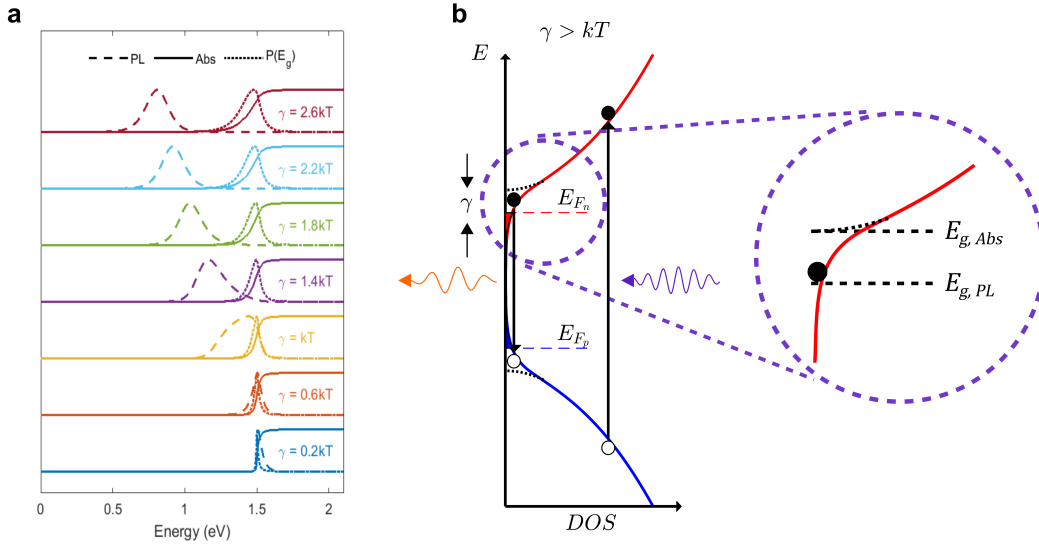 a
PL Abs P(E_g)
γ = 2.6kT
γ = 2.2kT
γ = 1.8kT
γ = 1.4kT
γ = kT
γ = 0.6kT
γ = 0.2kT
0 0.5 1 1.5 2
Energy (eV)
b
γ > kT
E
γ
E_{F_n}
E_{F_p}
DOS
E_{g, Abs}
E_{g, PL}